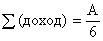 ∑(доход) = А/6